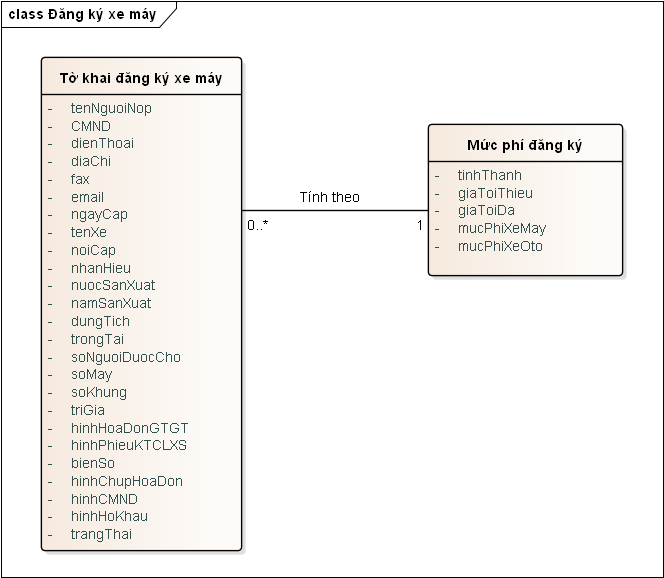 class Đăng ký xe máy
Tờ khai đăng ký xe máy
- tenNguoiNop
- CMND
- dienThoai
- diaChi
- fax
- email
- ngayCap
- tenXe
- noiCap
- nhanHieu
- nuocSanXuat
- namSanXuat
- dungTich
- trongTai
- soNguoiDuocCho
- soMay
- soKhung
- triGia
- hinhHoaDonGTGT
- hinhPhieuKTCLXS
- bienSo
- hinhChupHoaDon
- hinhCMND
- hinhHoKhau
- trangThai
Tính theo
0..*
1
Mức phí đăng ký
- tinhThanh
- giaToiThieu
- giaToiDa
- mucPhiXeMay
- mucPhiXeOto